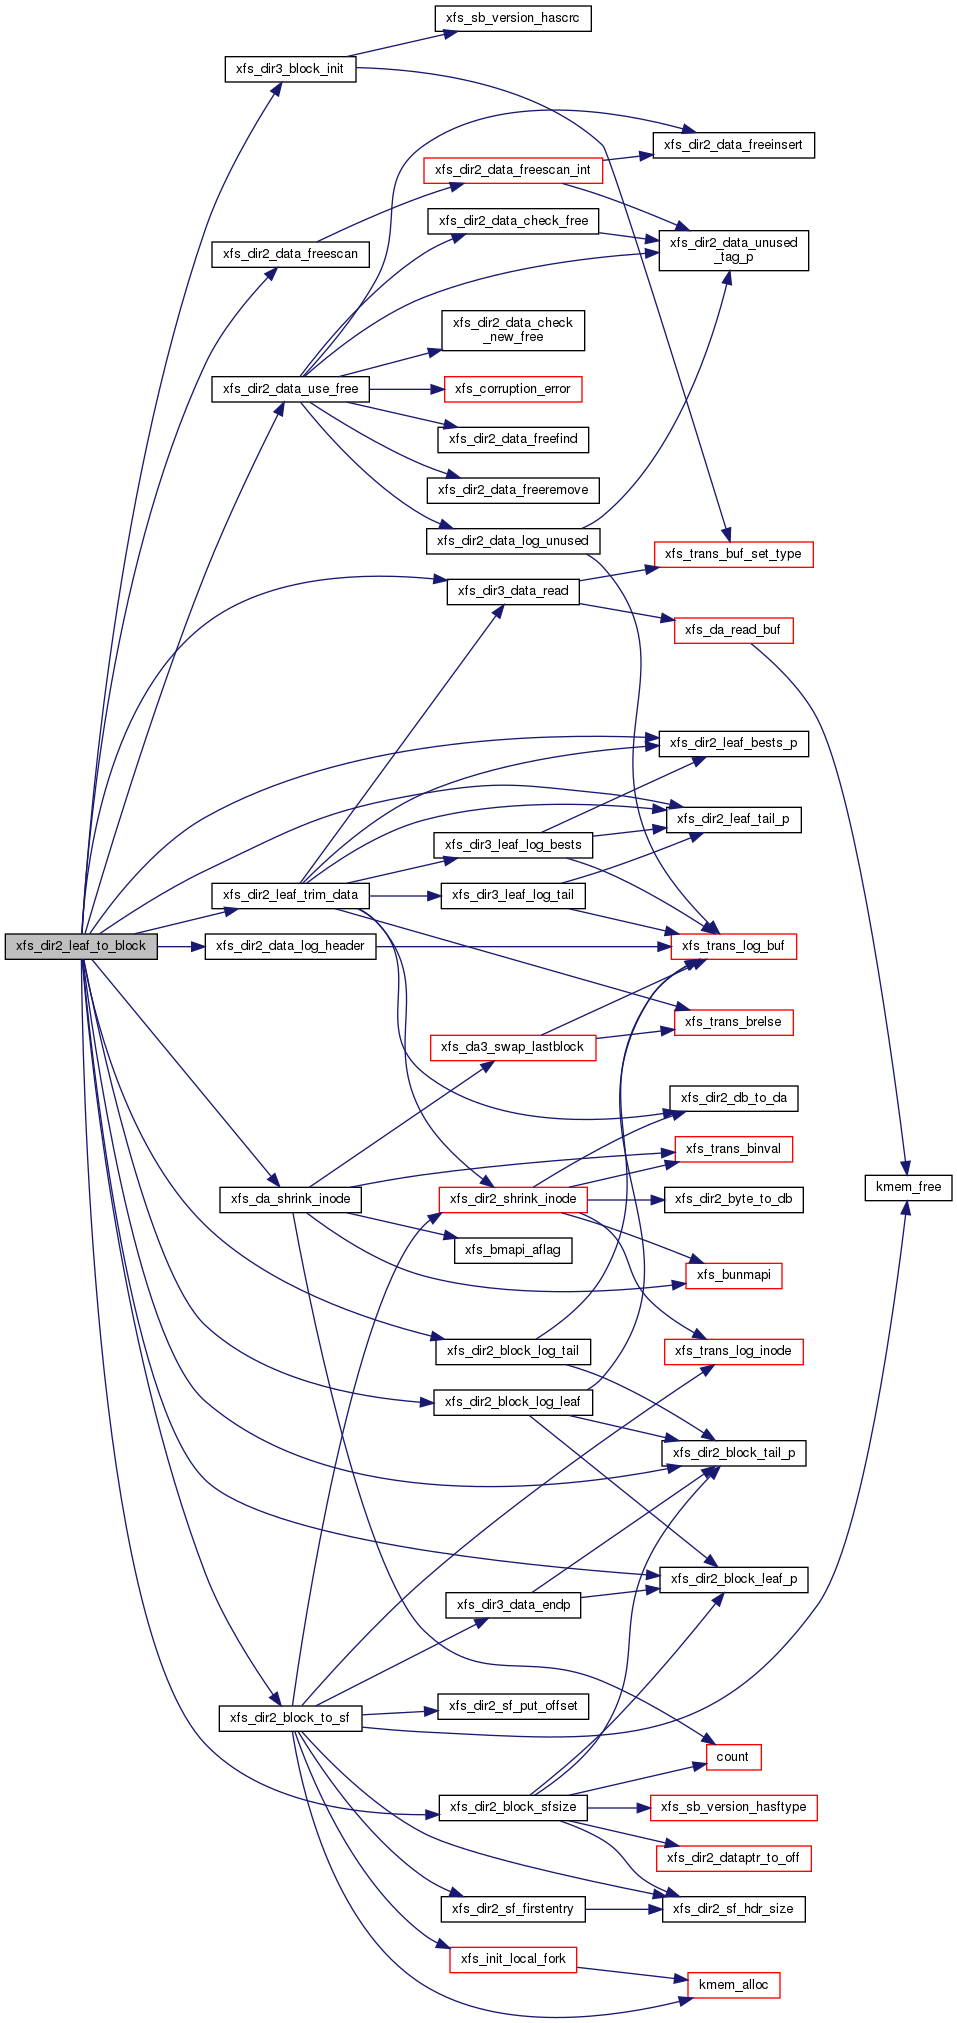 xfs_sb_version_hascrc
xfs_dir3_block_init
xfs_dir2_data_freeinsert
xfs_dir2_data_freescan_int
xfs_dir2_data_check_free
xfs_dir2_data_unused
_tag_p
xfs_dir2_data_freescan
xfs_dir2_data_check
_new_free
xfs_dir2_data_use_free
xfs_corruption_error
xfs_dir2_data_freefind
xfs_dir2_data_freeremove
xfs_dir2_data_log_unused
xfs_trans_buf_set_type
xfs_dir3_data_read
xfs_da_read_buf
xfs_dir2_leaf_bests_p
xfs_dir2_leaf_tail_p
xfs_dir3_leaf_log_bests
xfs_dir2_leaf_trim_data
xfs_dir3_leaf_log_tail
xfs_dir2_leaf_to_block
xfs_dir2_data_log_header
xfs_trans_log_buf
xfs_trans_brelse
xfs_da3_swap_lastblock
xfs_dir2_db_to_da
xfs_trans_binval
kmem_free
xfs_da_shrink_inode
xfs_dir2_shrink_inode
xfs_dir2_byte_to_db
xfs_bmapi_aflag
xfs_bunmapi
xfs_dir2_block_log_tail
xfs_trans_log_inode
xfs_dir2_block_log_leaf
xfs_dir2_block_tail_p
xfs_dir2_block_leaf_p
xfs_dir3_data_endp
xfs_dir2_block_to_sf
xfs_dir2_sf_put_offset
count
xfs_dir2_block_sfsize
xfs_sb_version_hasftype
xfs_dir2_dataptr_to_off
xfs_dir2_sf_firstentry
xfs_dir2_sf_hdr_size
xfs_init_local_fork
kmem_alloc